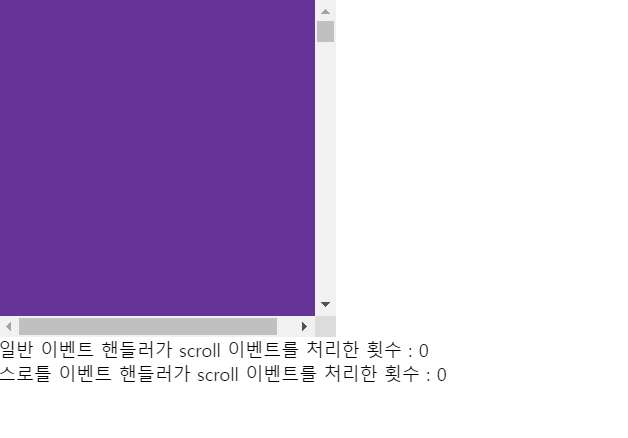 일반 이벤트 핸들러가 scroll 이벤트를 처리한 횟수 : 0
스로틀 이벤트 핸들러가 scroll 이벤트를 처리한 횟수 : 0